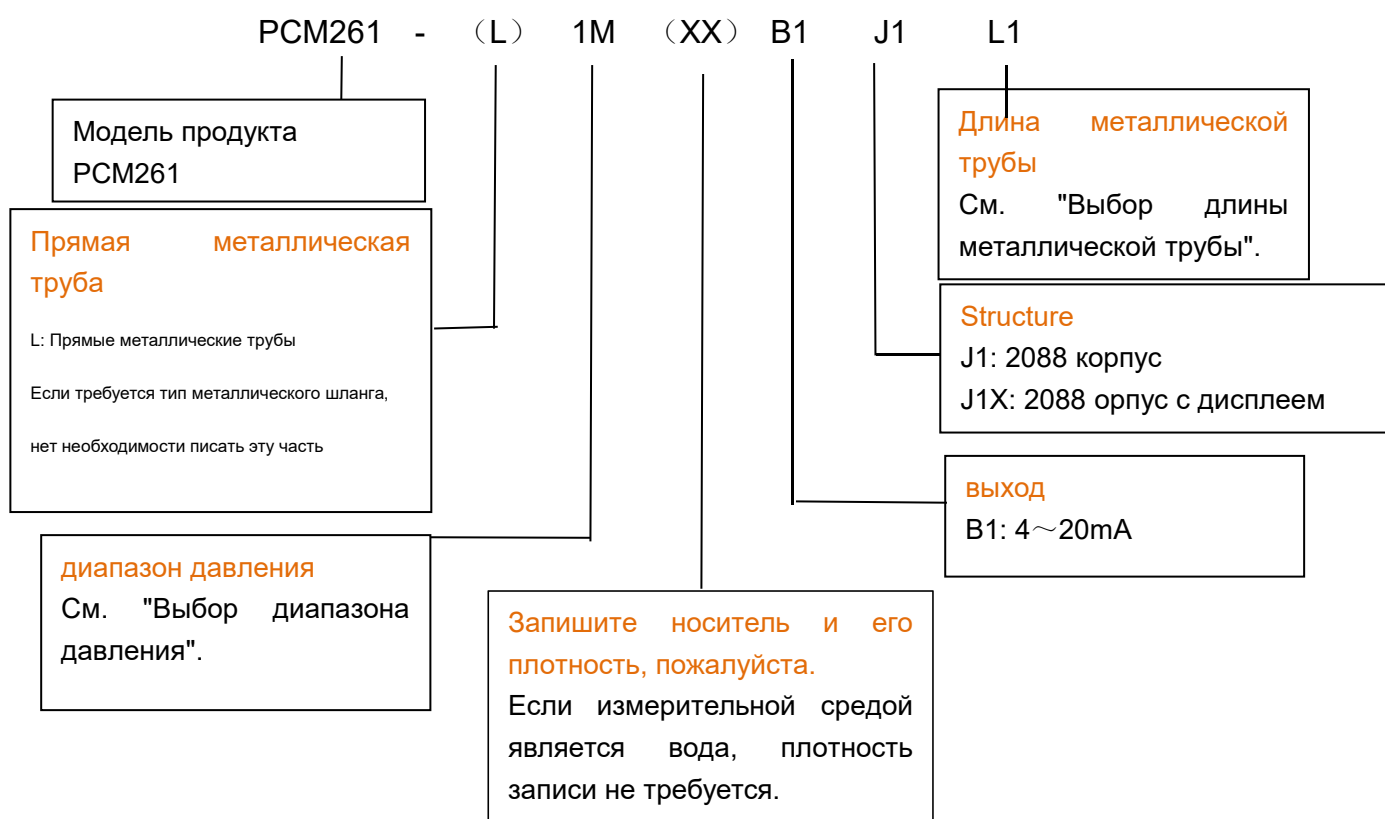 PCM261 - （L） 1M （XX） B1 J1 L1
Модель продукта
PCM261
Прямая металлическая
труба
L: Прямые металлические трубы
Если требуется тип металлического шланга,
нет необходимости писать эту часть
диапазон давления
См. "Выбор диапазона
давления".
Запишите носитель и его
плотность, пожалуйста.
Если измерительной средой
является вода, плотность
записи не требуется.
Длина металлической
трубы
См. "Выбор длины
металлической трубы".
Structure
J1: 2088 корпус
J1X: 2088 орпус с дисплеем
выход
B1: 4～20mA